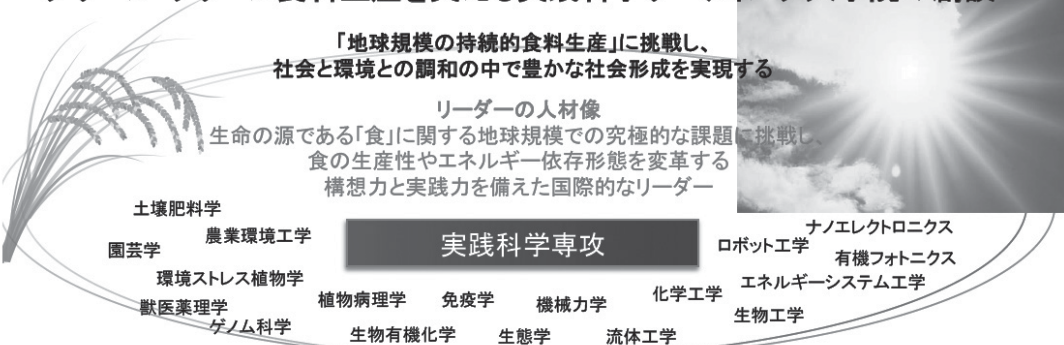 「地球規模の持続的食料生産」に挑戦し、
社会と環境との調和の中で豊かな社会形成を実現する
リーダーの人材像
生命の源である「食」に関する地球規模での究極的な課題に挑戦し、
食の生産性やエネルギー依存形態を変革する
構想力と実践力を備えた国際的なリーダー
実践科学専攻
土壌肥料学
園芸学
農業環境工学
環境ストレス植物学
獣医薬理学
ゲノム科学
植物病理学
免疫学
機械力学
化学工学
生物有機化学
生態学
流体工学
ロボット工学
ナノエレクトロニクス
有機フォトニクス
エネルギーシステム工学
生物工学